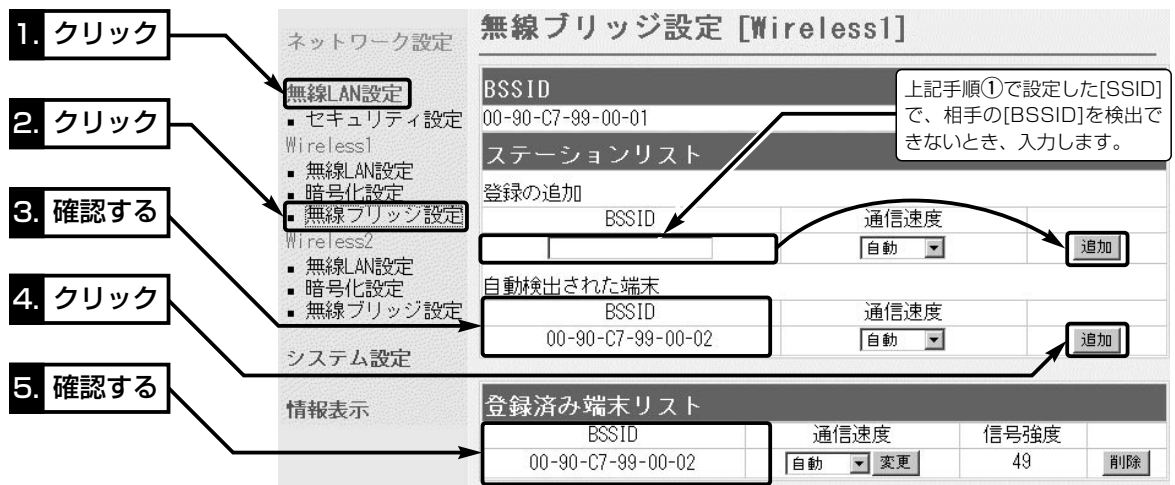 1. クリック
2. クリック
3. 確認する
4. クリック
5. 確認する
ネットワーク設定
無線LAN設定
▪ セキュリティ設定
Wireless1
▪ 無線LAN設定
▪ 暗号化設定
▪ 無線ブリッジ設定
Wireless2
▪ 無線LAN設定
▪ 暗号化設定
▪ 無線ブリッジ設定
システム設定
情報表示
無線ブリッジ設定 [Wireless1]
BSSID
00-90-C7-99-00-01
上記手順①で設定した[SSID]
で、相手の[BSSID]を検出で
きないとき、入力します。
ステーションリスト
登録の追加
BSSID 通信速度
自動 追加
自動検出された端末
BSSID 通信速度
00-90-C7-99-00-02 自動 追加
登録済み端末リスト
BSSID 通信速度 信号強度
00-90-C7-99-00-02 自動 変更 49 削除